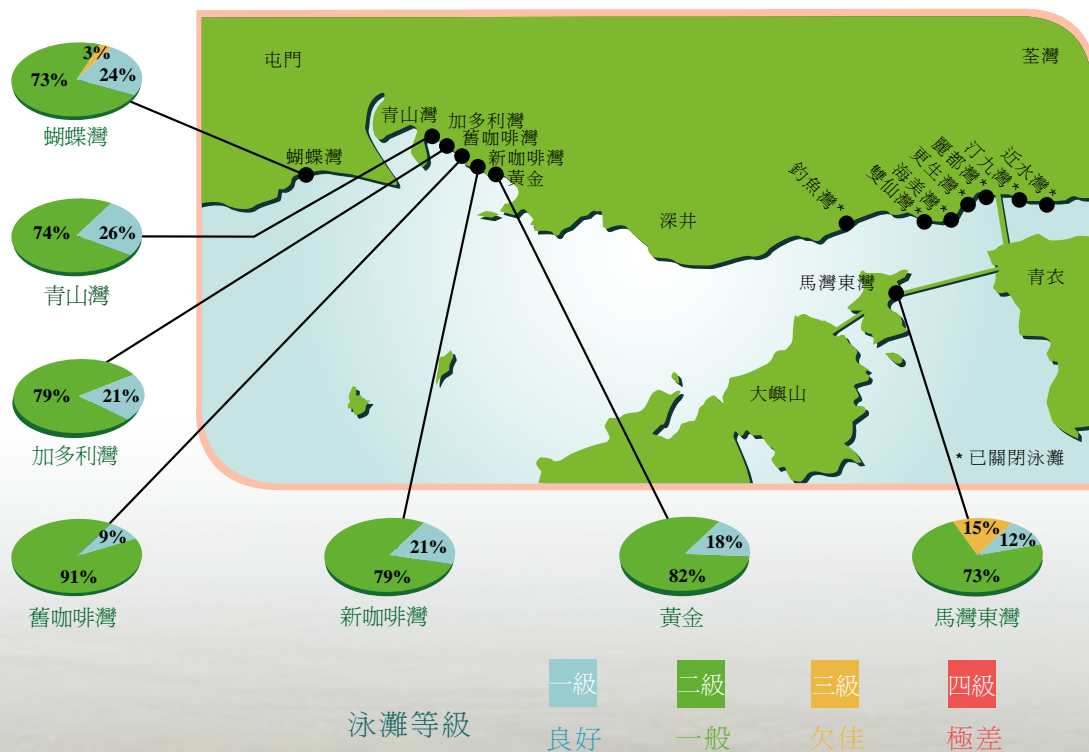 3%
73%
24%
蝴蝶灣
74%
26%
青山灣
79%
21%
加多利灣
9%
91%
舊咖啡灣
21%
79%
新咖啡灣
18%
82%
黃金
15%
12%
73%
馬灣東灣
屯門
荃灣
青山灣
加多利灣
舊咖啡灣
新咖啡灣
黃金
蝴蝶灣
深井
釣魚灣*
雙仙灣*
海美灣*
更生灣*
麗都灣*
汀九灣*
近水灣*
馬灣東灣
青衣
大嶼山
* 已關閉泳灘
泳灘等級
一級
良好
二級
一般
三級
欠佳
四級
極差